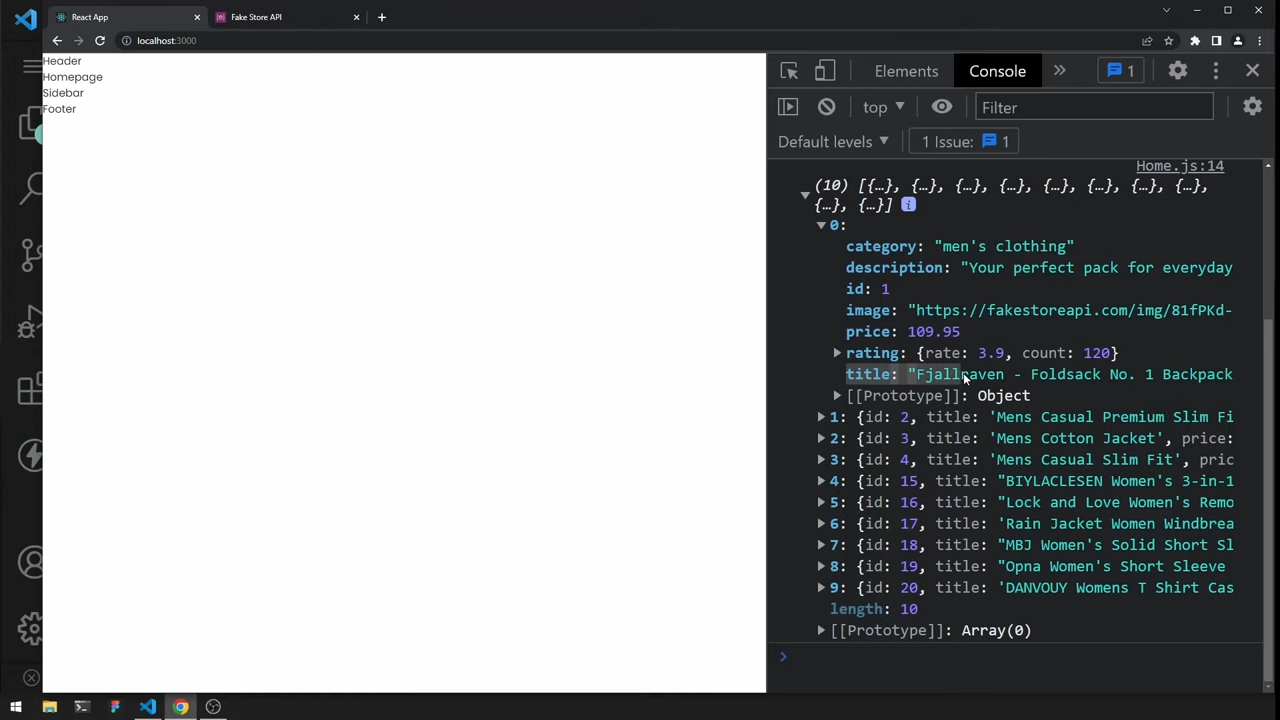 React App
Fake Store API
localhost:3000
Header
Homepage
Sidebar
Footer
Elements
Console
1
top
Filter
Default levels
1 Issue: 1
Home.js:14
(10) [{…}, {…}, {…}, {…}, {…}, {…}, {…}, {…},
{…}, {…}] i
0:
category: "men's clothing"
description: "Your perfect pack for everyday
id: 1
image: "https://fakestoreapi.com/img/81fPKd-
price: 109.95
rating: {rate: 3.9, count: 120}
title: "Fjallraven - Foldsack No. 1 Backpack
[[Prototype]]: Object
1: {id: 2, title: 'Mens Casual Premium Slim Fi
2: {id: 3, title: 'Mens Cotton Jacket', price:
3: {id: 4, title: 'Mens Casual Slim Fit', pric
4: {id: 15, title: "BIYLACLESEN Women's 3-in-1
5: {id: 16, title: "Lock and Love Women's Remo
6: {id: 17, title: 'Rain Jacket Women Windbrea
7: {id: 18, title: "MBJ Women's Solid Short Sl
8: {id: 19, title: "Opna Women's Short Sleeve
9: {id: 20, title: 'DANVOUY Womens T Shirt Cas
length: 10
[[Prototype]]: Array(0)